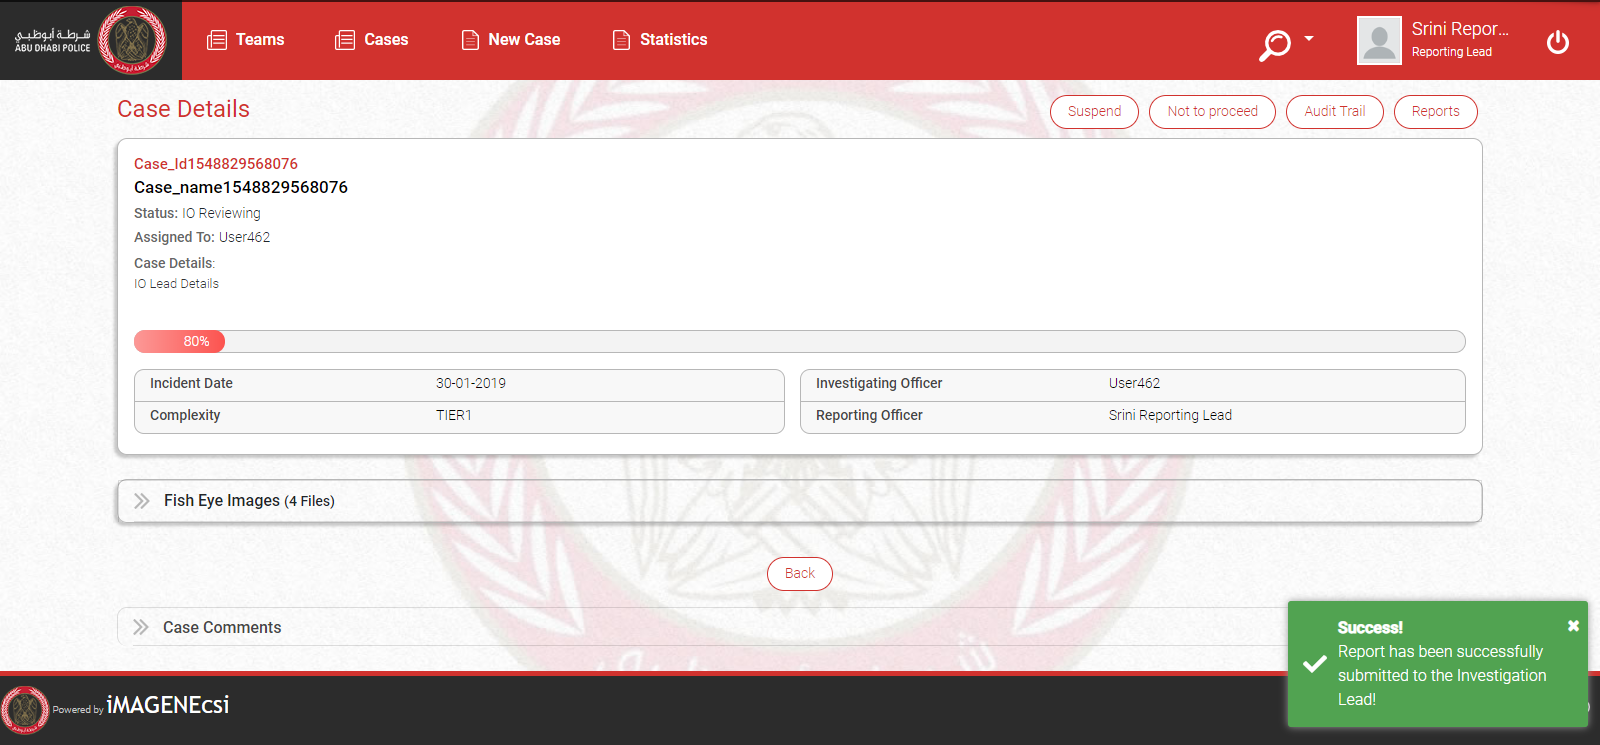 شرطة أبوظبي
ABU DHABI POLICE
Teams
Cases
New Case
Statistics
Srini Repor...
Reporting Lead
Case Details
Suspend
Not to proceed
Audit Trail
Reports
Case_Id1548829568076
Case_name1548829568076
Status: IO Reviewing
Assigned To: User462
Case Details:
IO Lead Details
80%
Incident Date 30-01-2019
Complexity TIER1
Investigating Officer User462
Reporting Officer Srini Reporting Lead
Fish Eye Images (4 Files)
Back
Case Comments
Success!
Report has been successfully
submitted to the Investigation
Lead!
Powered by iMAGENEcsi